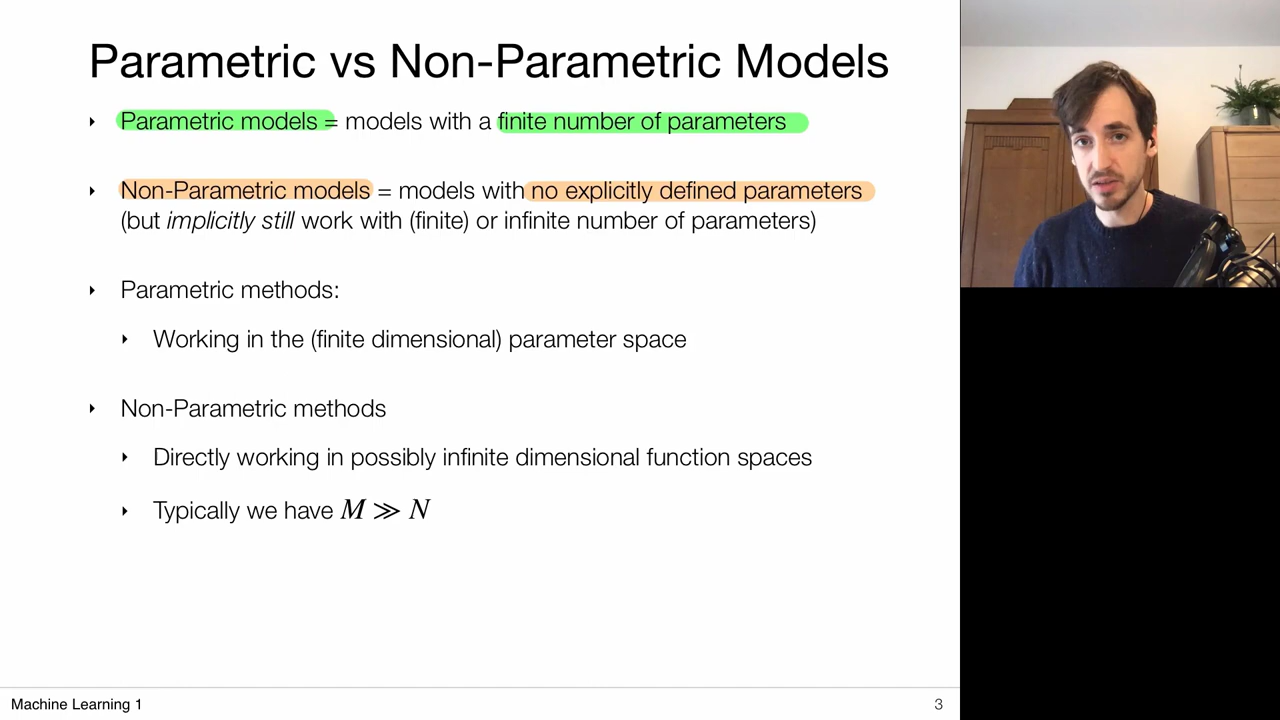 Parametric vs Non-Parametric Models
‣ Parametric models = models with a finite number of parameters
‣ Non-Parametric models = models with no explicitly defined parameters
(but implicitly still work with (finite) or infinite number of parameters)
‣ Parametric methods:
‣ Working in the (finite dimensional) parameter space
‣ Non-Parametric methods
‣ Directly working in possibly infinite dimensional function spaces
‣ Typically we have M ≫ N
Machine Learning 1
3